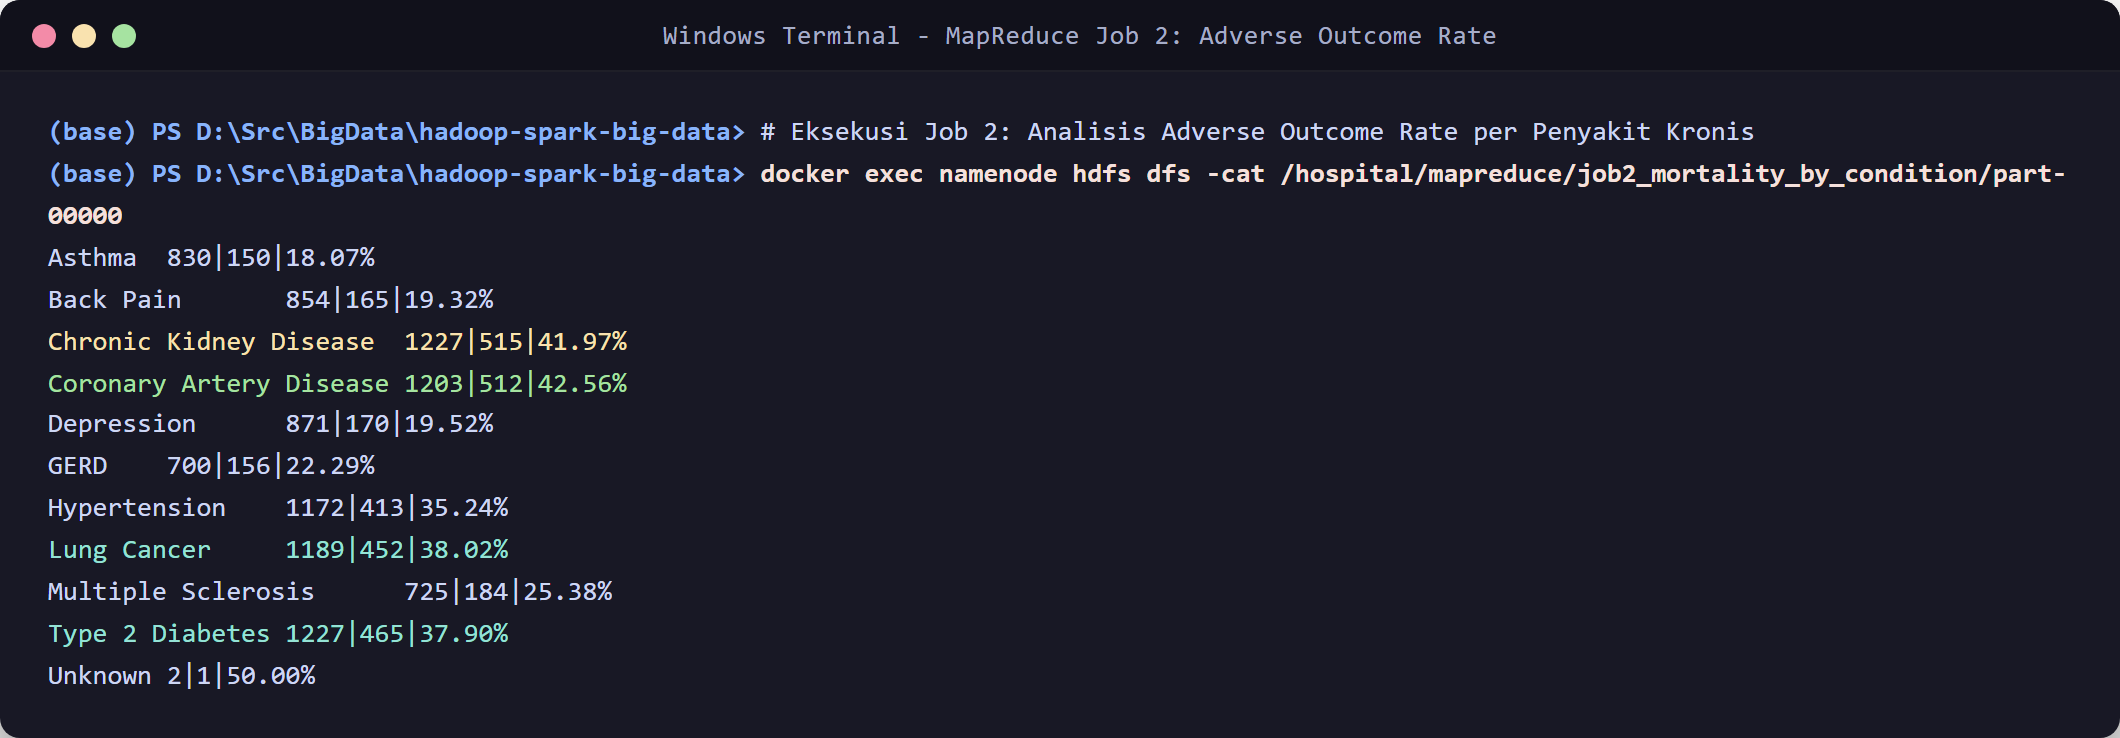 Windows Terminal - MapReduce Job 2: Adverse Outcome Rate
(base) PS D:\Src\BigData\hadoop-spark-big-data> # Eksekusi Job 2: Analisis Adverse Outcome Rate per Penyakit Kronis
(base) PS D:\Src\BigData\hadoop-spark-big-data> docker exec namenode hdfs dfs -cat /hospital/mapreduce/job2_mortality_by_condition/part-
00000
Asthma  830|150|18.07%
Back Pain       854|165|19.32%
Chronic Kidney Disease  1227|515|41.97%
Coronary Artery Disease 1203|512|42.56%
Depression      871|170|19.52%
GERD    700|156|22.29%
Hypertension    1172|413|35.24%
Lung Cancer     1189|452|38.02%
Multiple Sclerosis      725|184|25.38%
Type 2 Diabetes 1227|465|37.90%
Unknown 2|1|50.00%